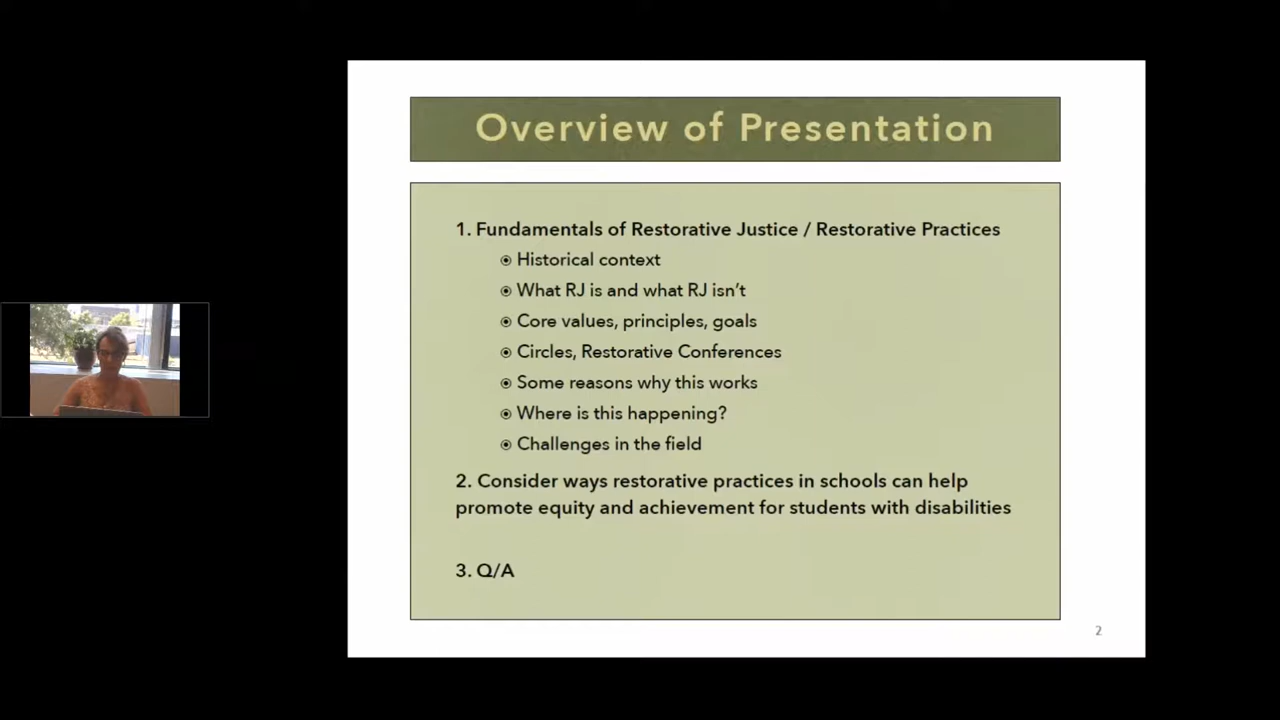 Overview of Presentation
1. Fundamentals of Restorative Justice / Restorative Practices
Historical context
What RJ is and what RJ isn't
Core values, principles, goals
Circles, Restorative Conferences
Some reasons why this works
Where is this happening?
Challenges in the field
2. Consider ways restorative practices in schools can help
promote equity and achievement for students with disabilities
3. Q/A
2